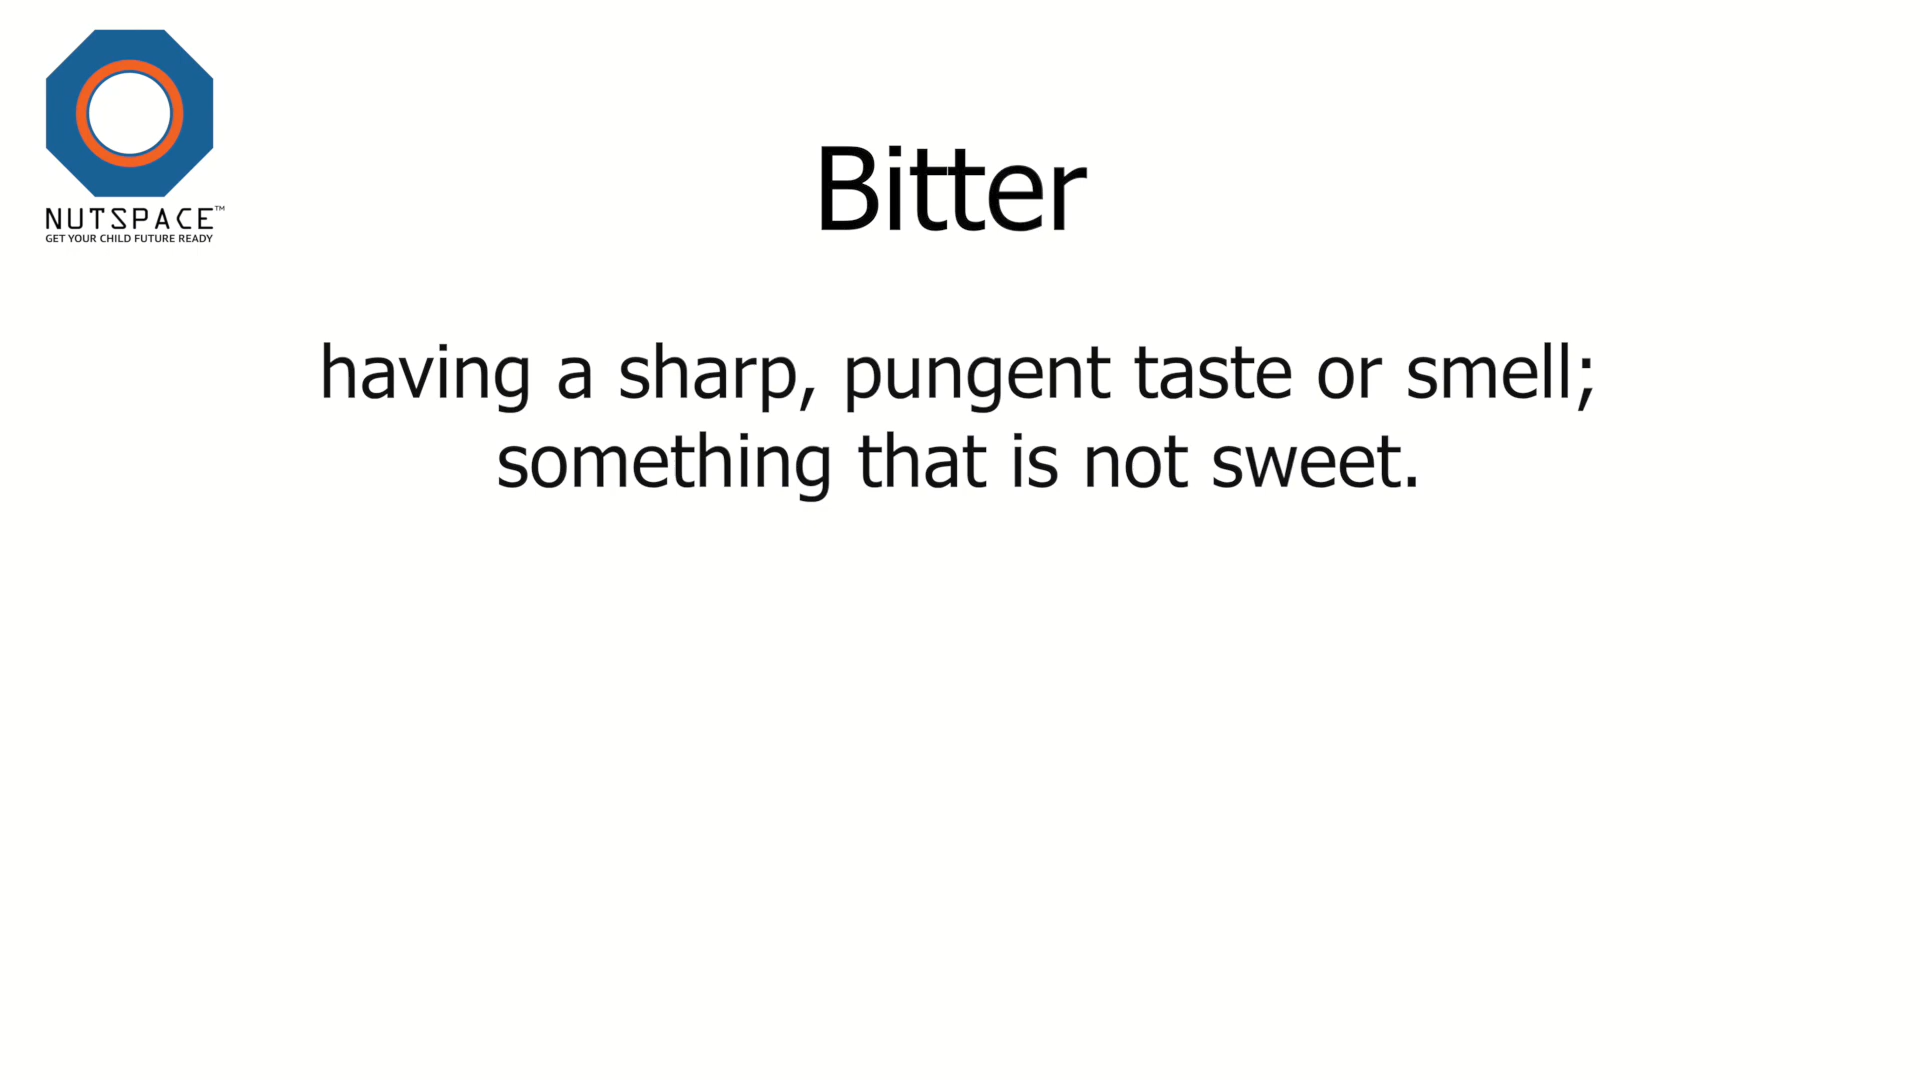 NUTSPACE™
GET YOUR CHILD FUTURE READY
Bitter
having a sharp, pungent taste or smell;
something that is not sweet.